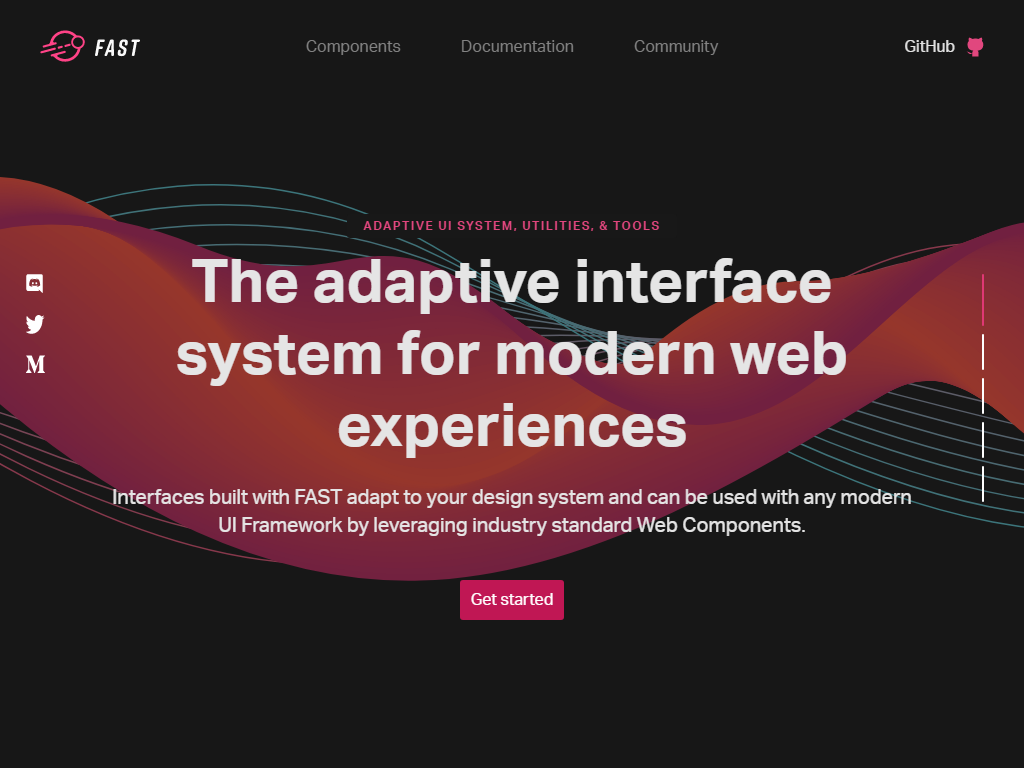 FAST
Components
Documentation
Community
GitHub
ADAPTIVE UI SYSTEM, UTILITIES, & TOOLS
The adaptive interface
system for modern web
experiences
Interfaces built with FAST adapt to your design system and can be used with any modern
UI Framework by leveraging industry standard Web Components.
Get started